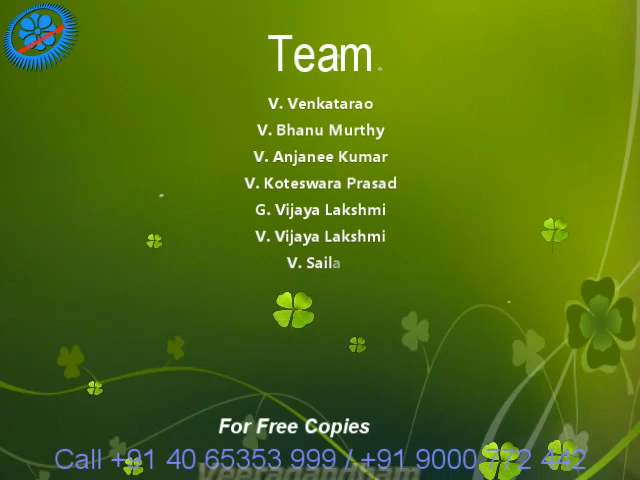 Team.
V. Venkatarao
V. Bhanu Murthy
V. Anjanee Kumar
V. Koteswara Prasad
G. Vijaya Lakshmi
V. Vijaya Lakshmi
V. Saila
For Free Copies
Call +91 40 65353 999 / +91 9000 772 442